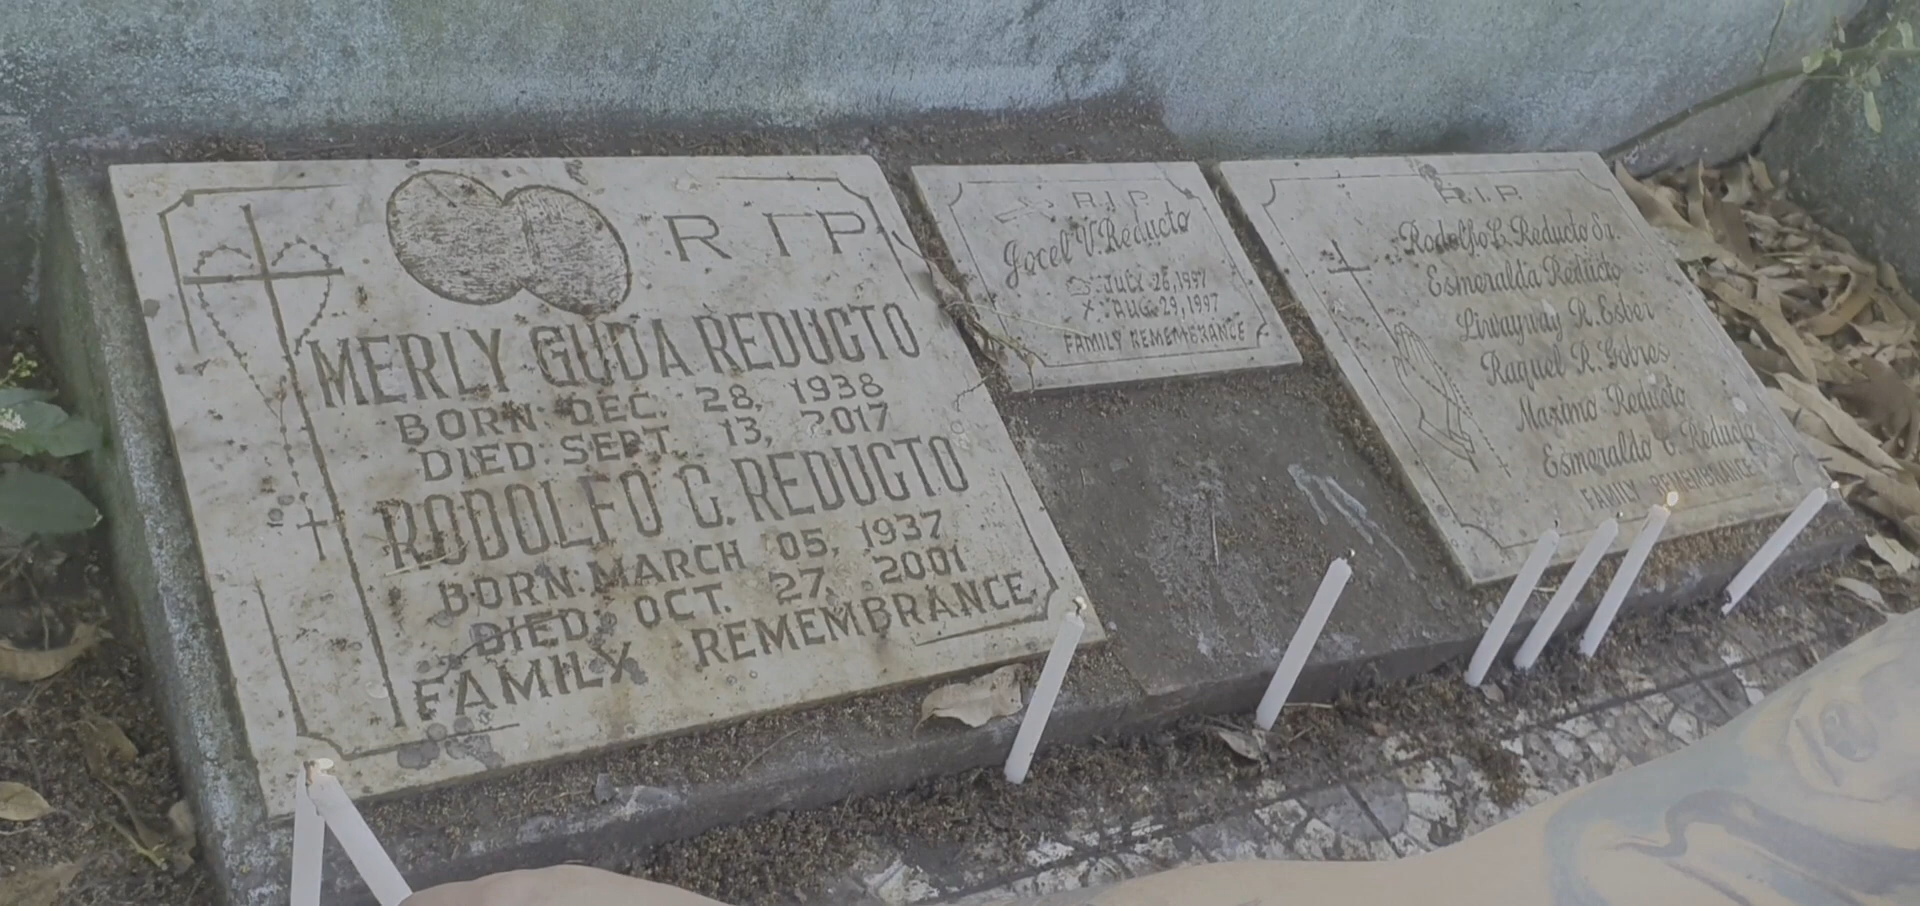 R I P
MERLY GUDA REDUCTO
BORN: DEC. 28, 1938
DIED SEPT. 13, 2017
RODOLFO C. REDUCTO
BORN: MARCH 05, 1937
DIED: OCT. 27, 2001
FAMILY REMEMBRANCE
R.I.P.
Jocel V. Reducto
: JULY 26, 1997
X : AUG. 29, 1997
FAMILY REMEMBRANCE
R.I.P.
Rodolfo Reducto Sr.
Esmeralda Reducto
Liwayway R. Esber
Raquel R. Gobres
Maximo Reducto
Esmeraldo Reducto
FAMILY REMEMBRANCE